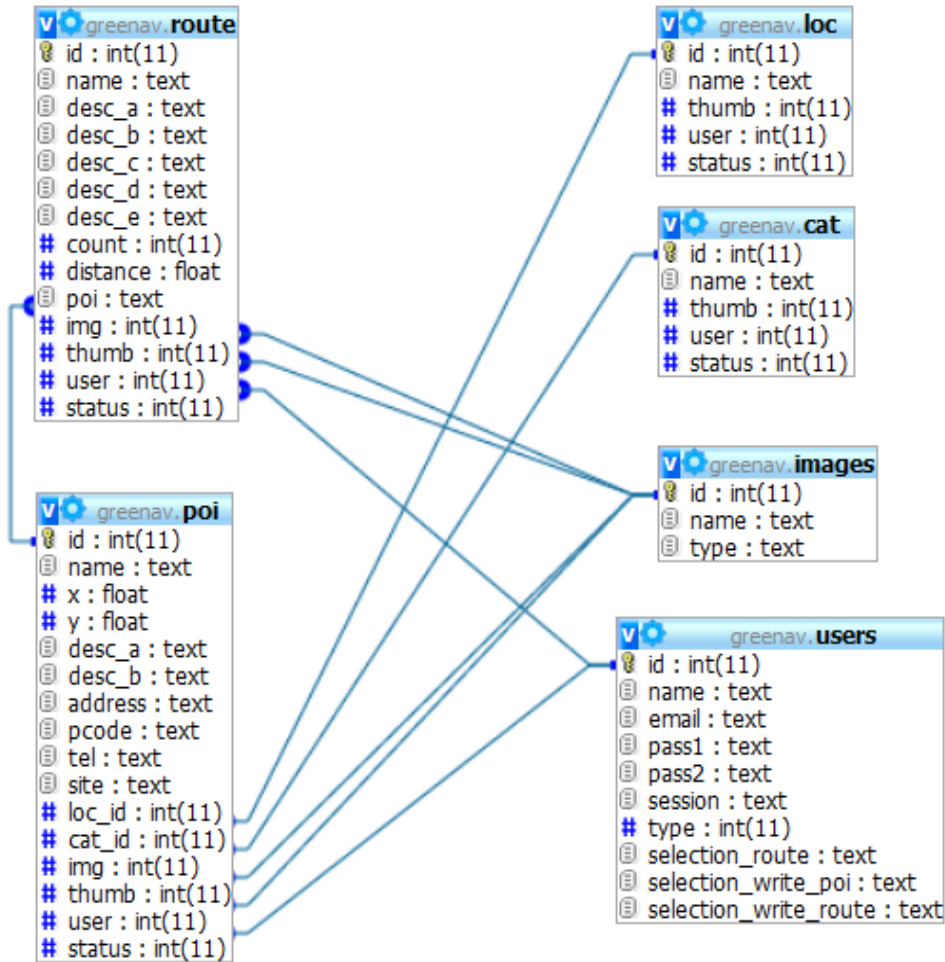 greenav.route
id : int(11)
name : text
desc_a : text
desc_b : text
desc_c : text
desc_d : text
desc_e : text
# count : int(11)
# distance : float
poi : text
# img : int(11)
# thumb : int(11)
# user : int(11)
# status : int(11)
greenav.poi
id : int(11)
name : text
# x : float
# y : float
desc_a : text
desc_b : text
address : text
pcode : text
tel : text
site : text
# loc_id : int(11)
# cat_id : int(11)
# img : int(11)
# thumb : int(11)
# user : int(11)
# status : int(11)
greenav.loc
id : int(11)
name : text
# thumb : int(11)
# user : int(11)
# status : int(11)
greenav.cat
id : int(11)
name : text
# thumb : int(11)
# user : int(11)
# status : int(11)
greenav.images
id : int(11)
name : text
type : text
greenav.users
id : int(11)
name : text
email : text
pass1 : text
pass2 : text
session : text
# type : int(11)
selection_route : text
selection_write_poi : text
selection_write_route : text